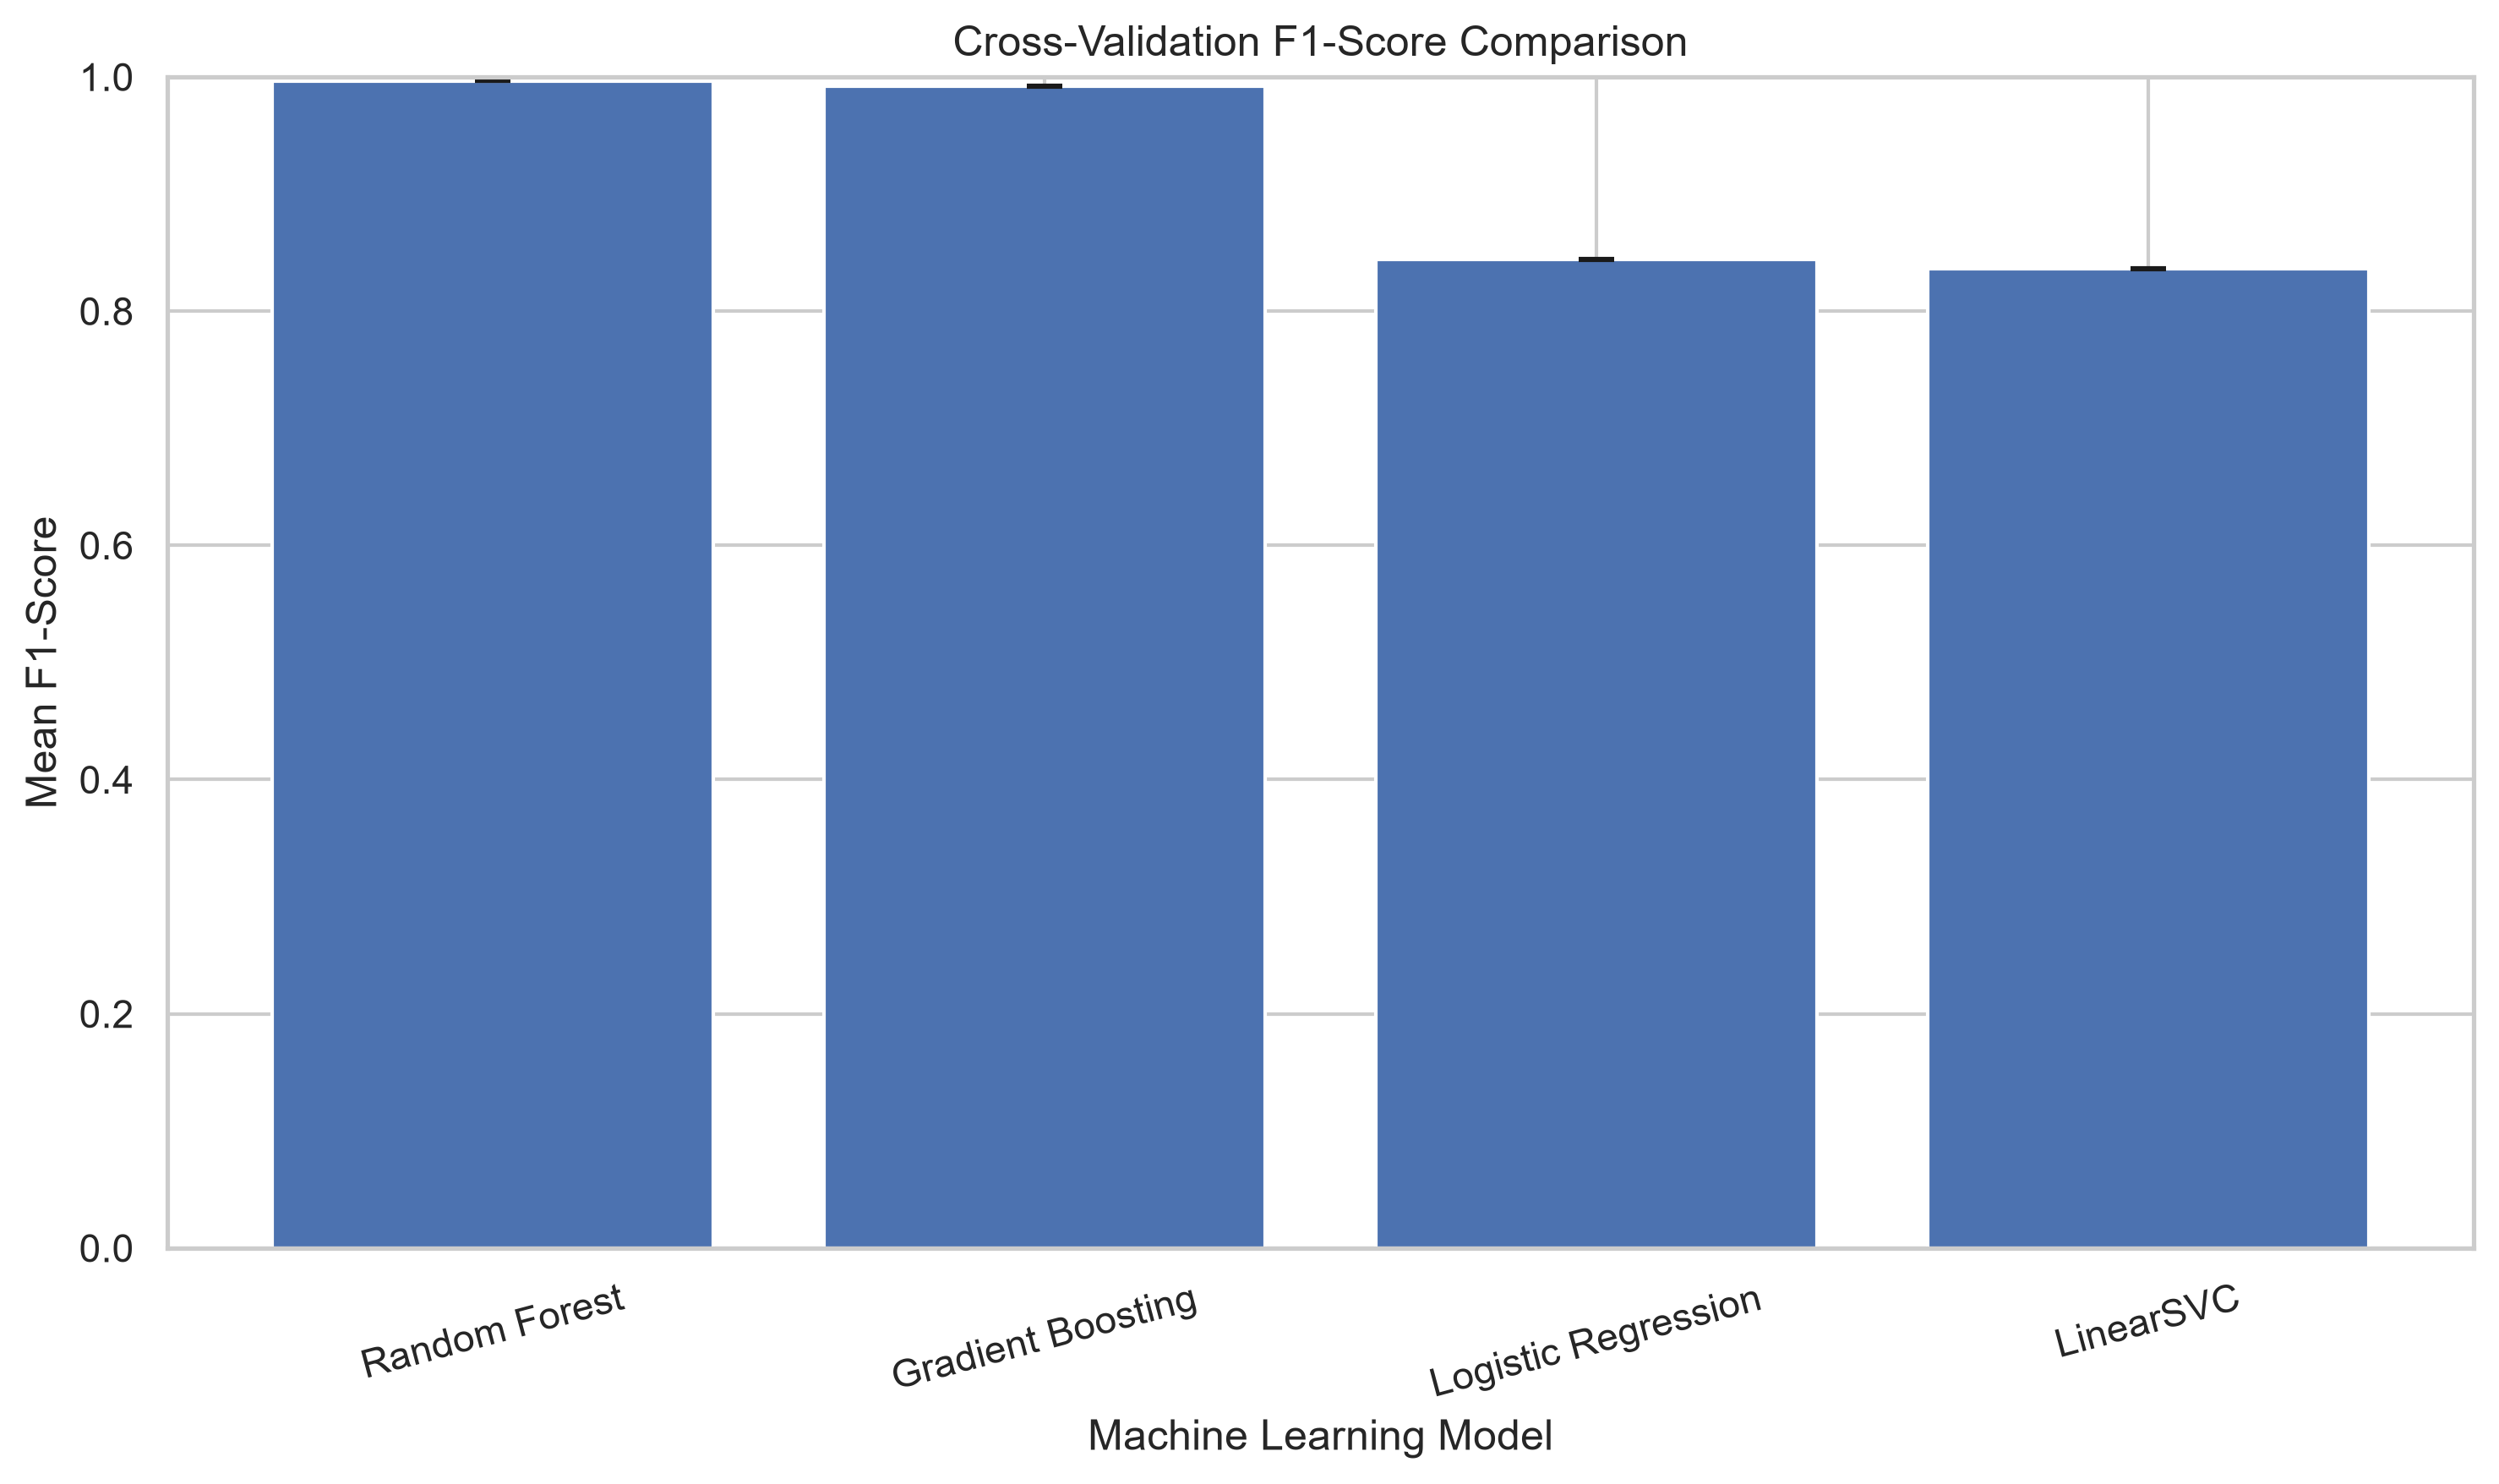 Cross-Validation F1-Score Comparison
1.0
0.8
0.6
0.4
0.2
0.0
Mean F1-Score
Random Forest
Gradient Boosting
Logistic Regression
LinearSVC
Machine Learning Model